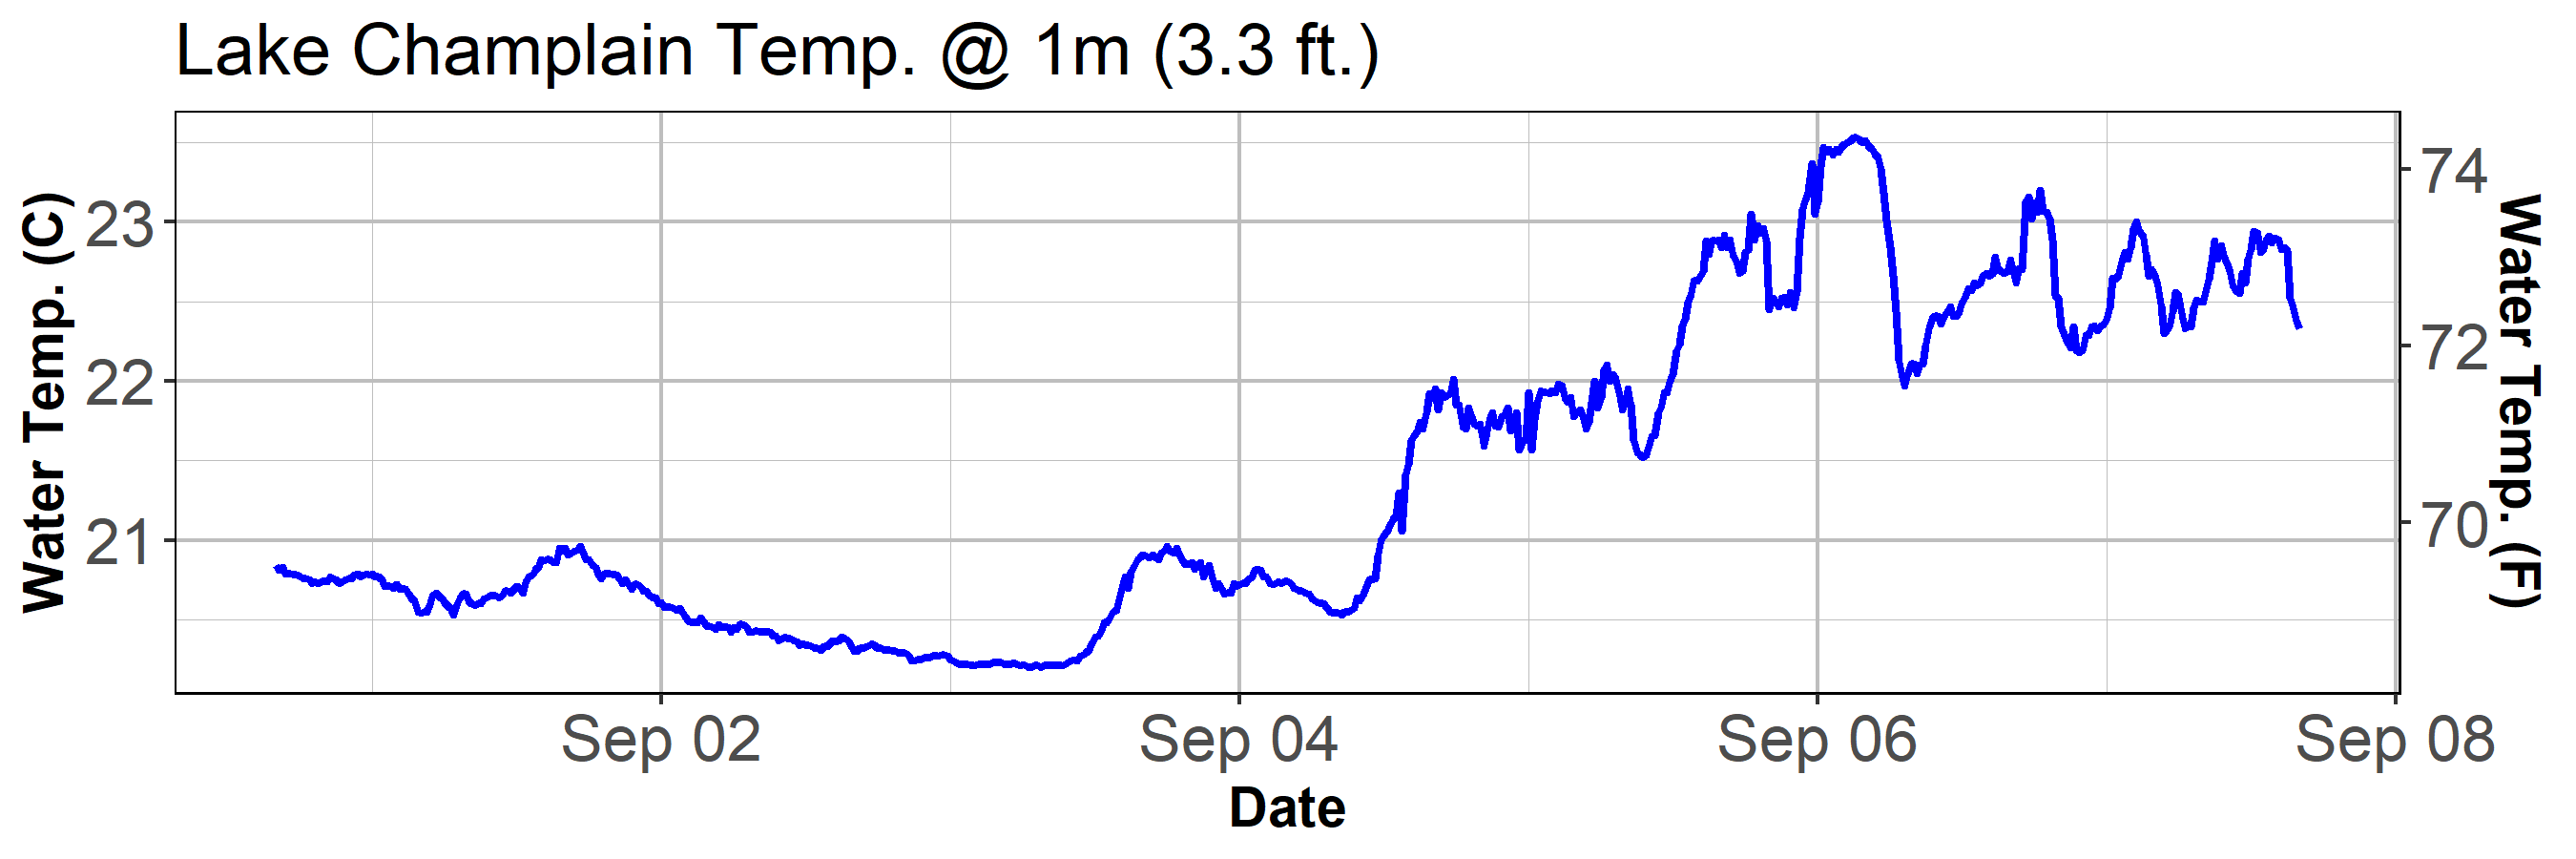 Lake Champlain Temp. @ 1m (3.3 ft.)
Water Temp. (C)
23
22
21
74
72
70
Water Temp. (F)
Sep 02
Sep 04
Sep 06
Sep 08
Date